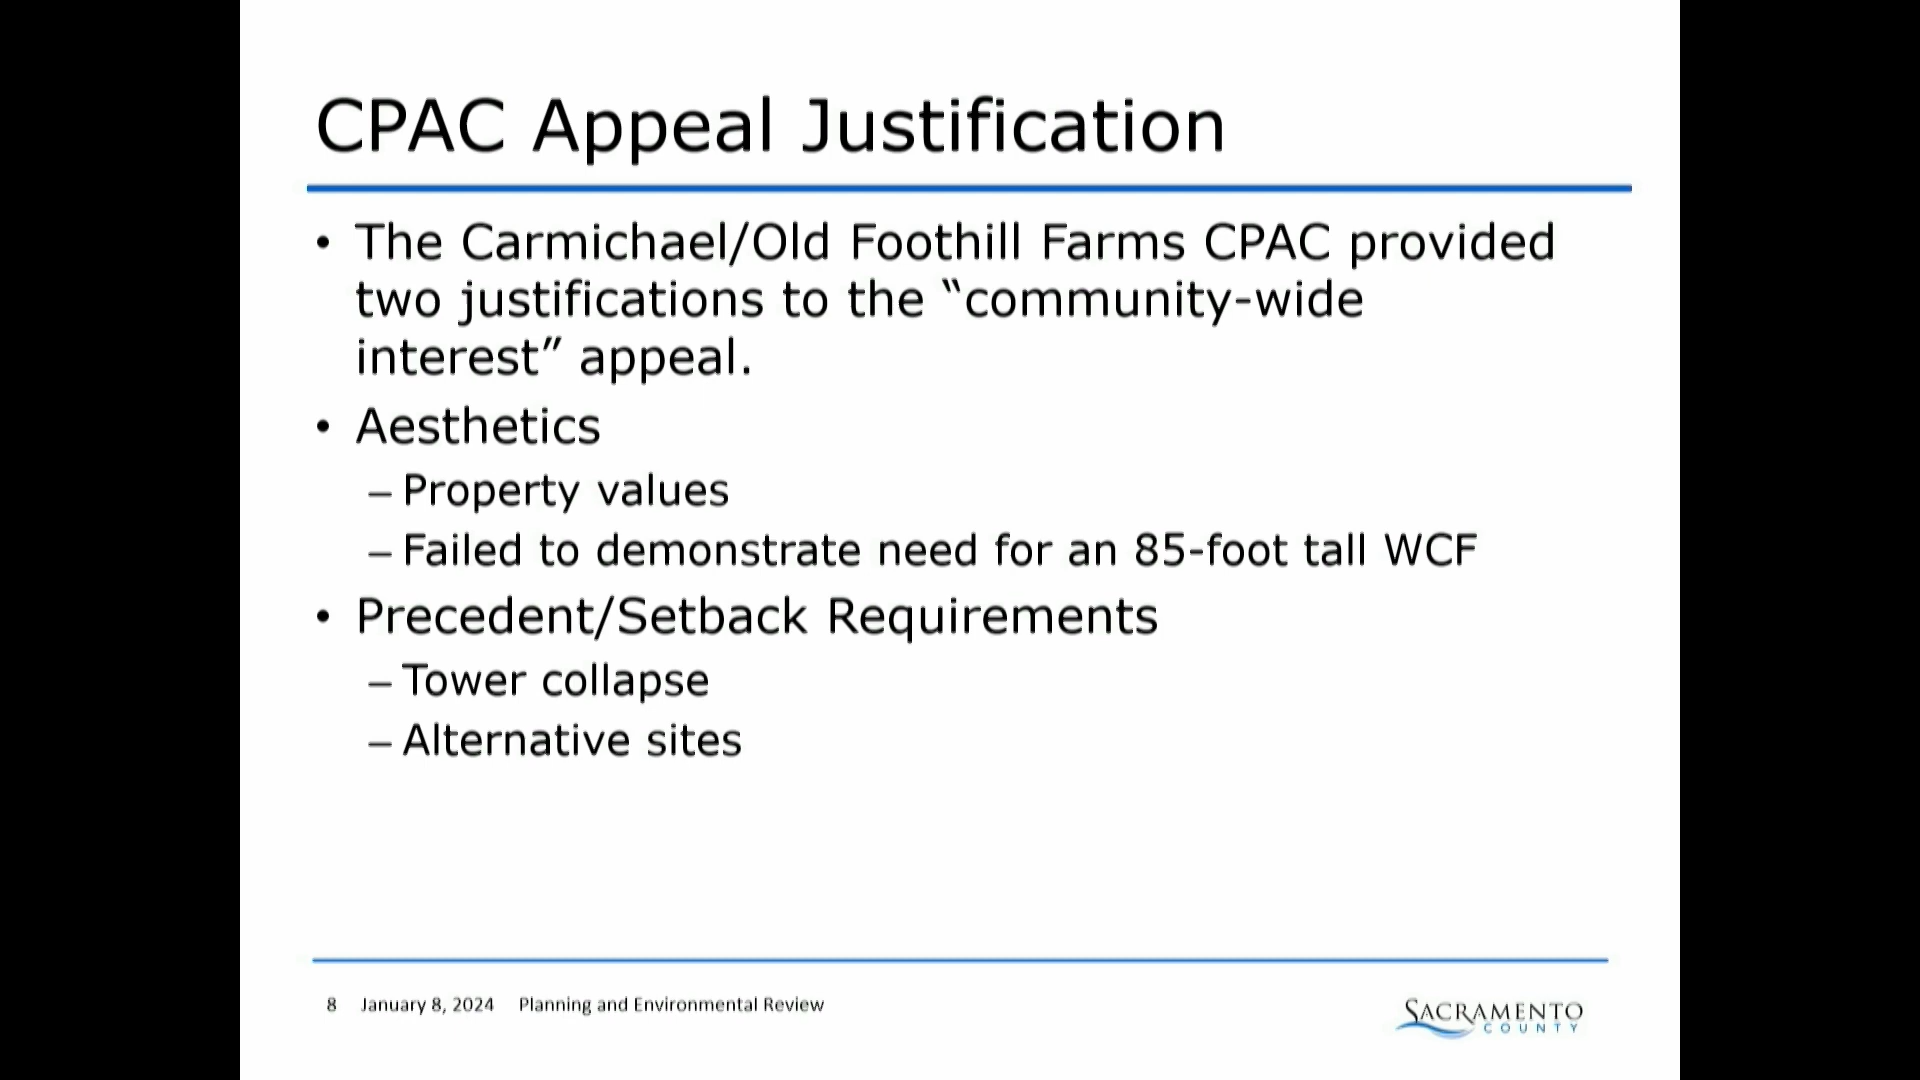 CPAC Appeal Justification
• The Carmichael/Old Foothill Farms CPAC provided
two justifications to the “community-wide
interest” appeal.
• Aesthetics
– Property values
– Failed to demonstrate need for an 85-foot tall WCF
• Precedent/Setback Requirements
– Tower collapse
– Alternative sites
8 January 8, 2024 Planning and Environmental Review
SACRAMENTO
COUNTY